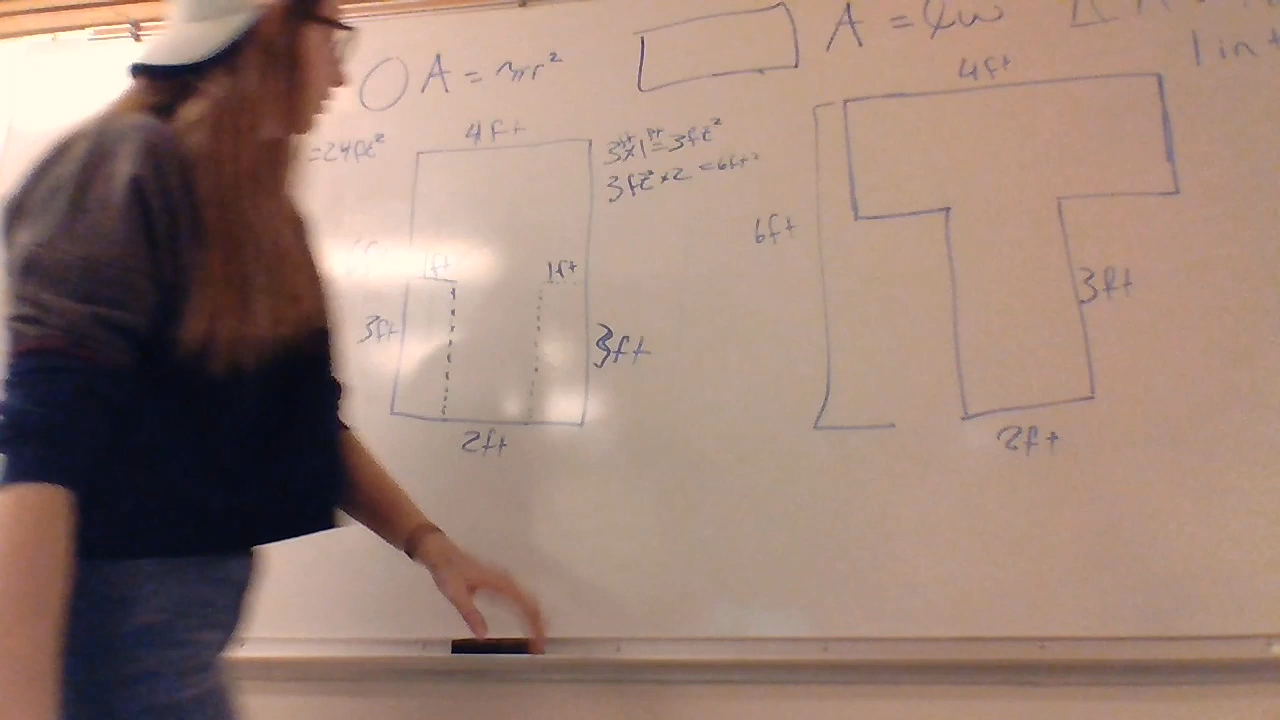 A = πr²
A = lw
1 in
4ft
=24ft²
3ft x 1ft = 3ft²
3ft² x 2 = 6ft²
1ft
1ft
3ft
3ft
2ft
4ft
6ft
3ft
2ft